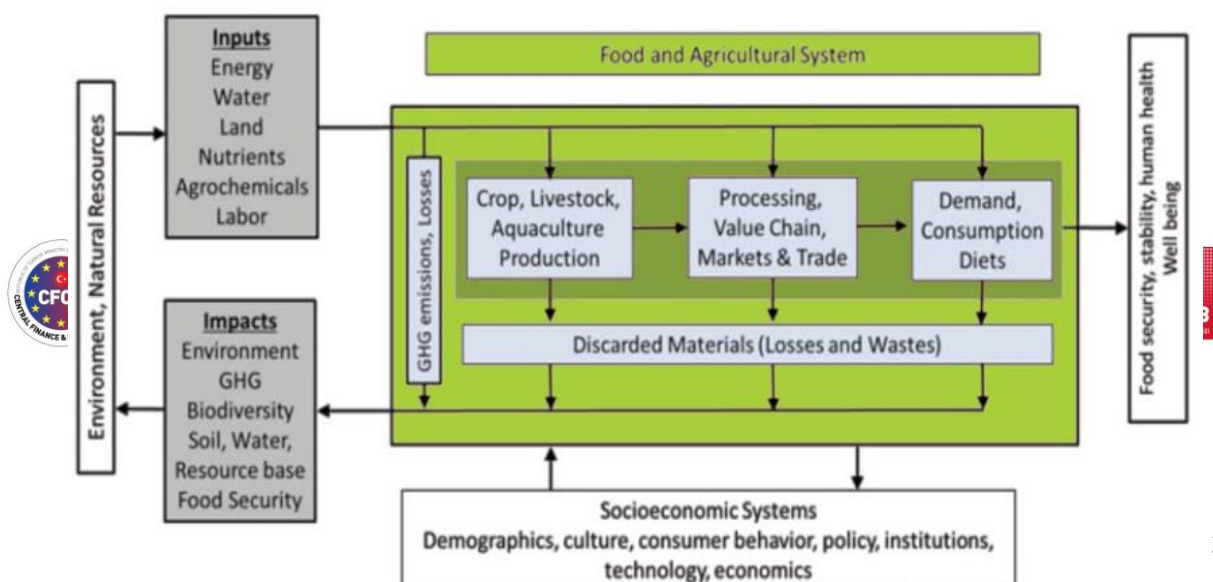 Environment, Natural Resources
Inputs
Energy
Water
Land
Nutrients
Agrochemicals
Labor
Impacts
Environment
GHG
Biodiversity
Soil, Water,
Resource base
Food Security
Food and Agricultural System
GHG emissions, Losses
Crop, Livestock,
Aquaculture
Production
Processing,
Value Chain,
Markets & Trade
Demand,
Consumption
Diets
Discarded Materials (Losses and Wastes)
Socioeconomic Systems
Demographics, culture, consumer behavior, policy, institutions,
technology, economics
Food security, stability, human health
Well being
CENTRAL FINANCE &